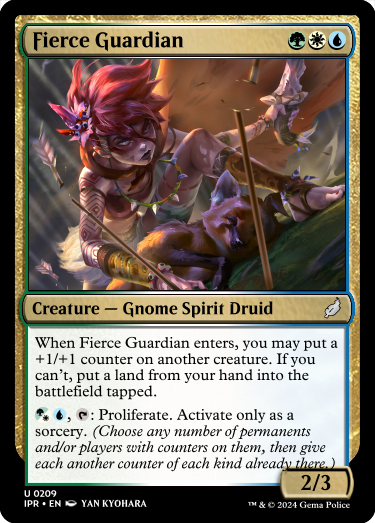 Fierce Guardian
Creature — Gnome Spirit Druid
When Fierce Guardian enters, you may put a
+1/+1 counter on another creature. If you
can't, put a land from your hand into the
battlefield tapped.
: Proliferate. Activate only as a
sorcery. (Choose any number of permanents
and/or players with counters on them, then give
each another counter of each kind already there.)
2/3
U 0209
IPR • EN YAN KYOHARA
™ & © 2024 Gema Police